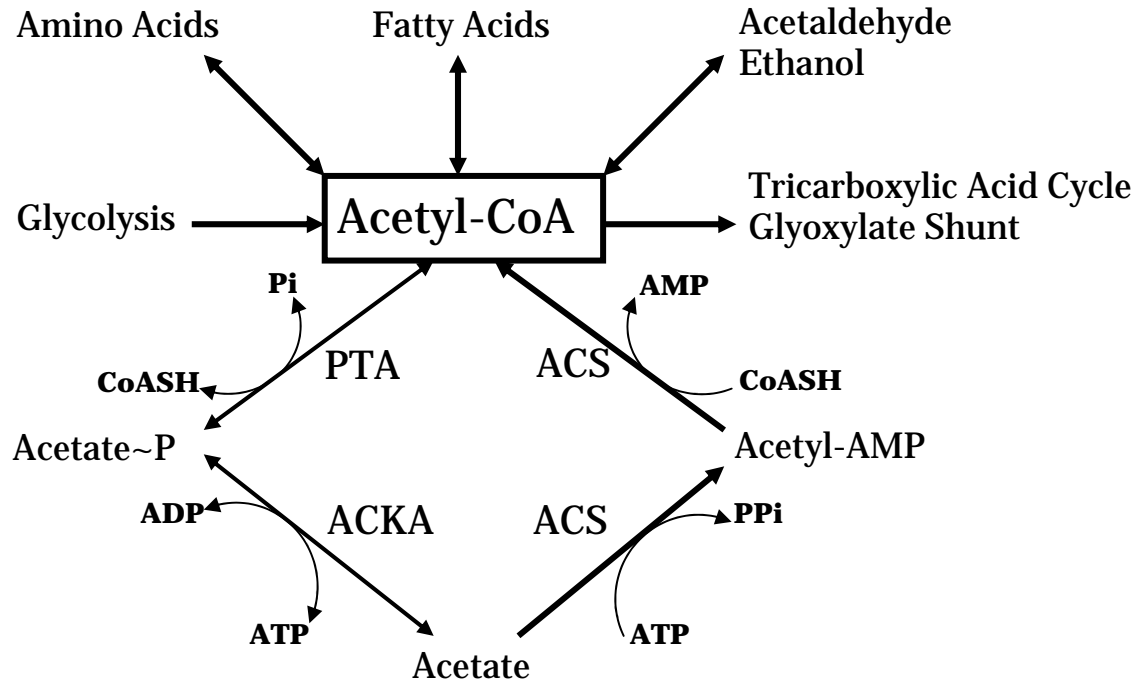 Amino Acids
Fatty Acids
Acetaldehyde
Ethanol
Glycolysis
Acetyl-CoA
Tricarboxylic Acid Cycle
Glyoxylate Shunt
Pi
AMP
PTA
ACS
CoASH
CoASH
Acetate~P
Acetyl-AMP
ADP
ACKA
ACS
PPi
ATP
ATP
Acetate